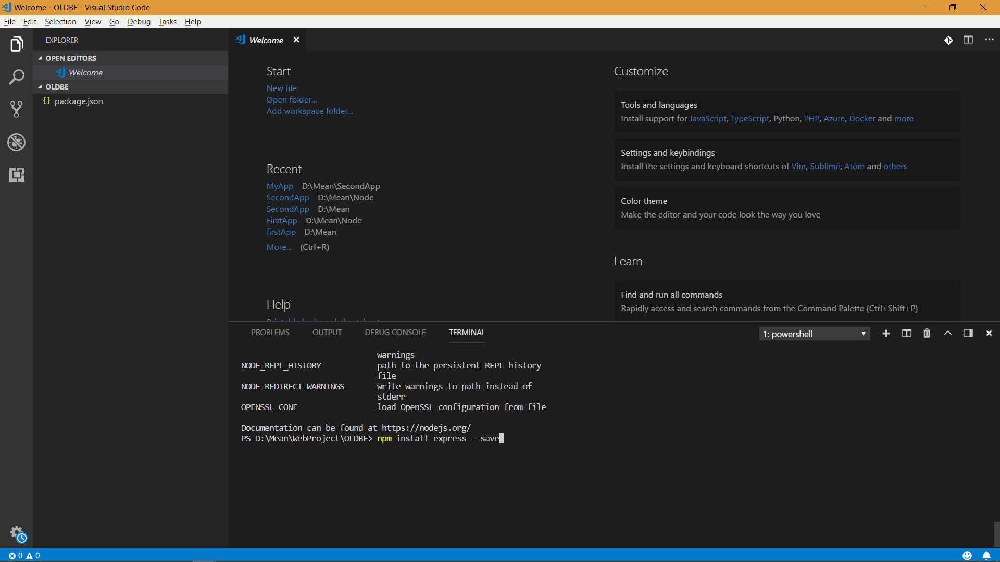 Welcome - OLDBE - Visual Studio Code
File Edit Selection View Go Debug Tasks Help
EXPLORER
OPEN EDITORS
Welcome
OLDBE
{} package.json
Welcome
Start
New file
Open folder...
Add workspace folder...
Recent
MyApp D:\Mean\SecondApp
SecondApp D:\Mean\Node
SecondApp D:\Mean
FirstApp D:\Mean\Node
firstApp D:\Mean
More... (Ctrl+R)
Help
Printable keyboard cheatsheet
Customize
Tools and languages
Install support for JavaScript, TypeScript, Python, PHP, Azure, Docker and more
Settings and keybindings
Install the settings and keyboard shortcuts of Vim, Sublime, Atom and others
Color theme
Make the editor and your code look the way you love
Learn
Find and run all commands
Rapidly access and search commands from the Command Palette (Ctrl+Shift+P)
PROBLEMS OUTPUT DEBUG CONSOLE TERMINAL
1: powershell
warnings
NODE_REPL_HISTORY path to the persistent REPL history
file
NODE_REDIRECT_WARNINGS write warnings to path instead of
stderr
OPENSSL_CONF load OpenSSL configuration from file
Documentation can be found at https://nodejs.org/
PS D:\Mean\WebProject\OLDBE> npm install express --save
0 0